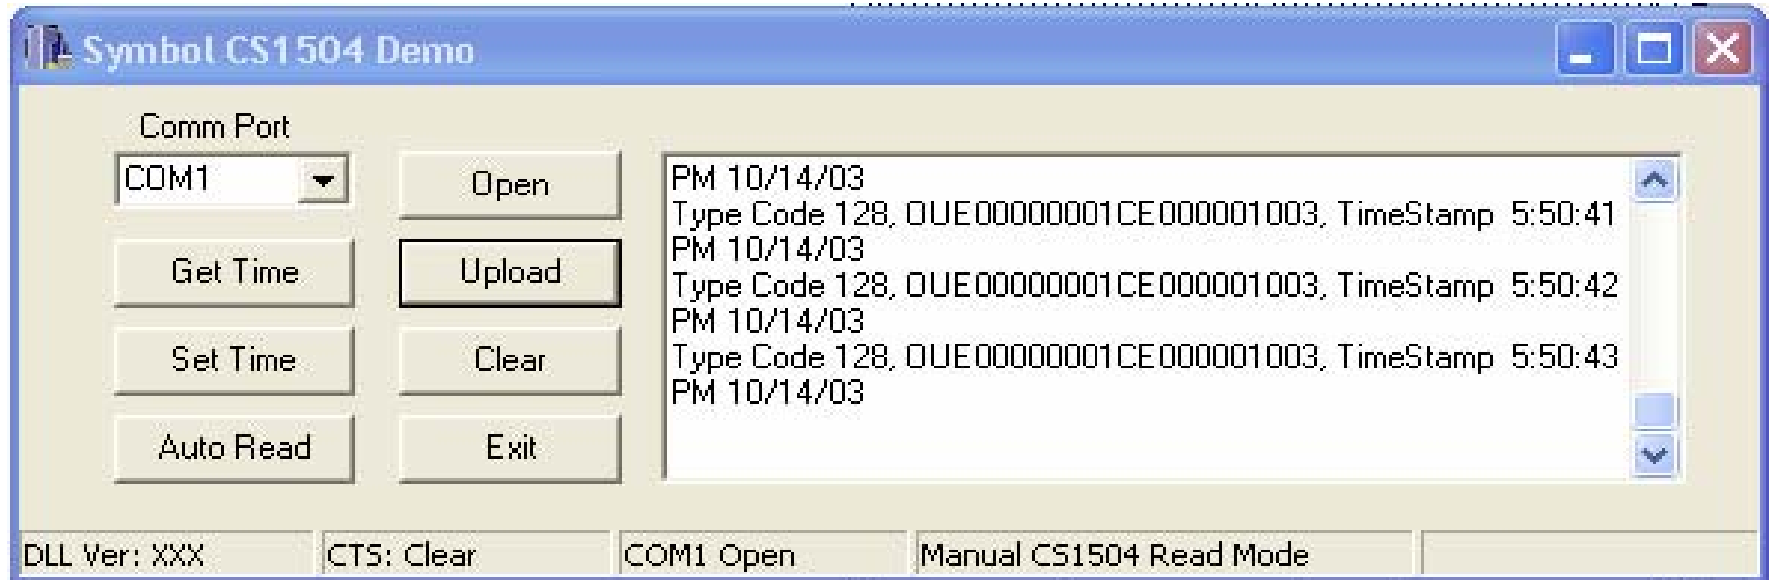 Symbol CS1504 Demo
Comm Port
COM1
Open
Get Time
Upload
Set Time
Clear
Auto Read
Exit
PM 10/14/03
Type Code 128, OUE00000001CE000001003, TimeStamp 5:50:41
PM 10/14/03
Type Code 128, OUE00000001CE000001003, TimeStamp 5:50:42
PM 10/14/03
Type Code 128, OUE00000001CE000001003, TimeStamp 5:50:43
PM 10/14/03
DLL Ver: XXX
CTS: Clear
COM1 Open
Manual CS1504 Read Mode